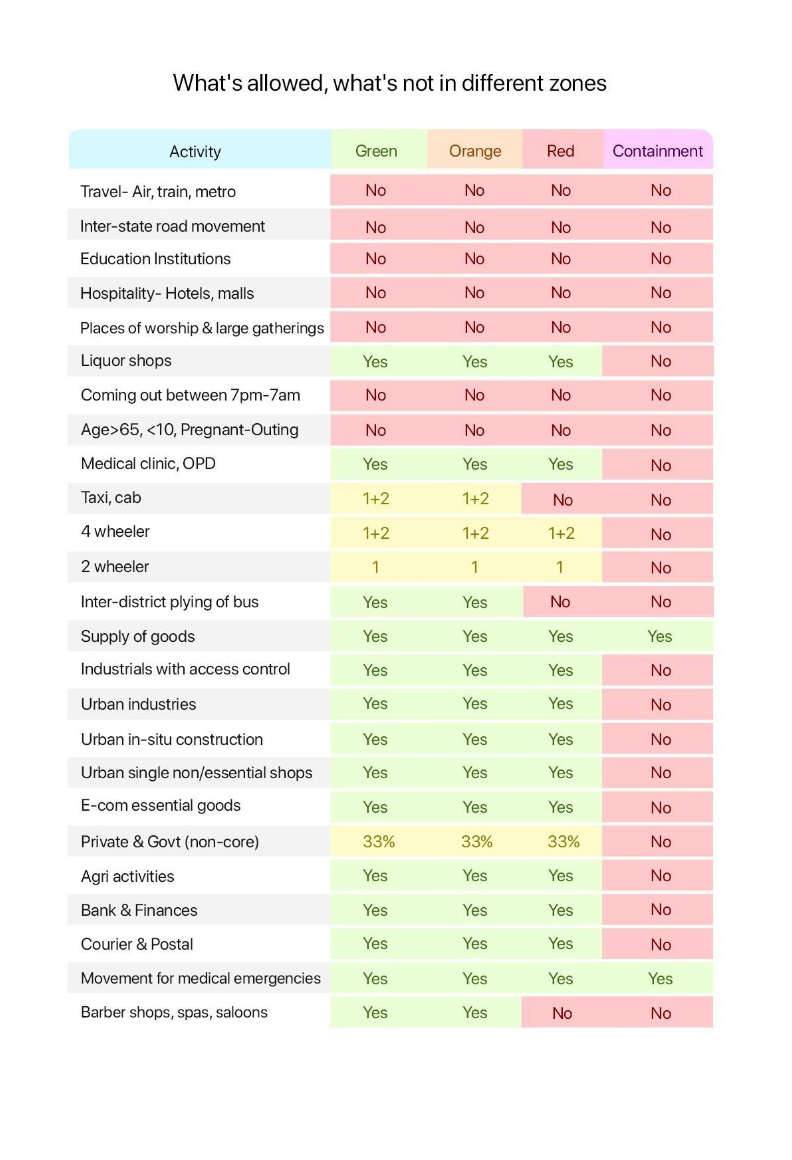 What's allowed, what's not in different zones
Activity Green Orange Red Containment
Travel- Air, train, metro No No No No
Inter-state road movement No No No No
Education Institutions No No No No
Hospitality- Hotels, malls No No No No
Places of worship & large gatherings No No No No
Liquor shops Yes Yes Yes No
Coming out between 7pm-7am No No No No
Age>65, <10, Pregnant-Outing No No No No
Medical clinic, OPD Yes Yes Yes No
Taxi, cab 1+2 1+2 No No
4 wheeler 1+2 1+2 1+2 No
2 wheeler 1 1 1 No
Inter-district plying of bus Yes Yes No No
Supply of goods Yes Yes Yes Yes
Industrials with access control Yes Yes Yes No
Urban industries Yes Yes Yes No
Urban in-situ construction Yes Yes Yes No
Urban single non/essential shops Yes Yes Yes No
E-com essential goods Yes Yes Yes No
Private & Govt (non-core) 33% 33% 33% No
Agri activities Yes Yes Yes No
Bank & Finances Yes Yes Yes No
Courier & Postal Yes Yes Yes No
Movement for medical emergencies Yes Yes Yes Yes
Barber shops, spas, saloons Yes Yes No No